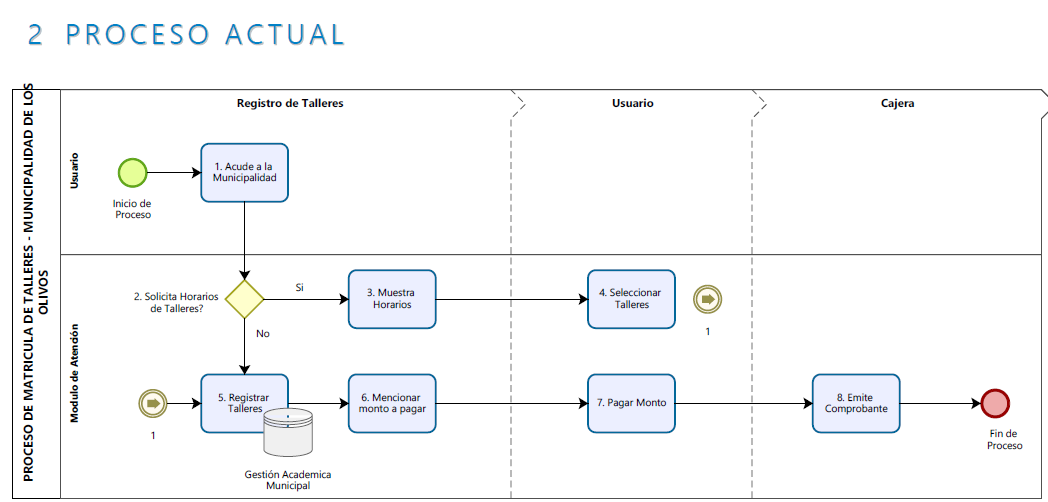 2 PROCESO ACTUAL
PROCESO DE MATRICULA DE TALLERES - MUNICIPALIDAD DE LOS
OLIVOS
Registro de Talleres
Usuario
Cajera
Usuario
Inicio de
Proceso
1. Acude a la
Municipalidad
Modulo de Atención
2. Solicita Horarios
de Talleres?
Si
No
3. Muestra
Horarios
4. Seleccionar
Talleres
1
1
5. Registrar
Talleres
Gestión Academica
Municipal
6. Mencionar
monto a pagar
7. Pagar Monto
8. Emite
Comprobante
Fin de
Proceso